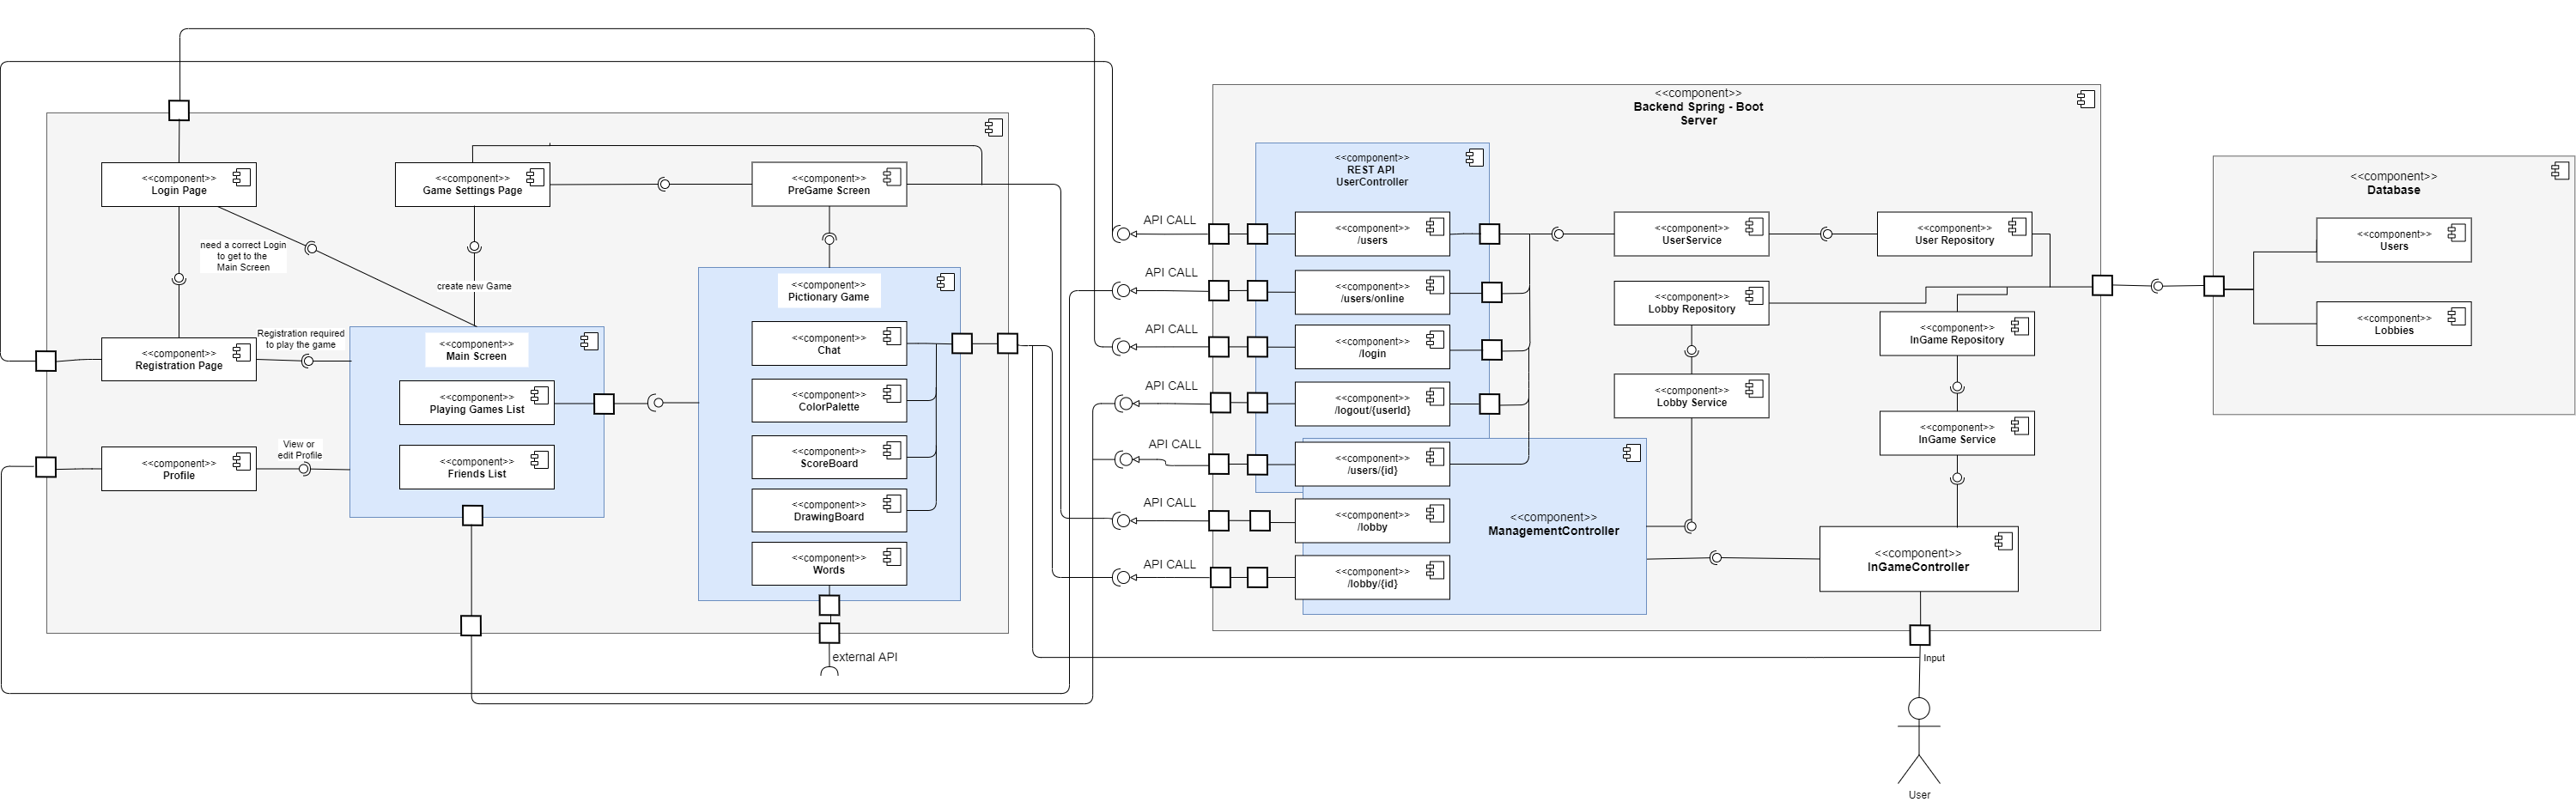 <<component>>
Login Page
<<component>>
Game Settings Page
<<component>>
PreGame Screen
need a correct Login
to get to the
Main Screen
create new Game
<<component>>
Pictionary Game
<<component>>
Chat
<<component>>
ColorPalette
<<component>>
ScoreBoard
<<component>>
DrawingBoard
<<component>>
Words
external API
Registration required
to play the game
<<component>>
Registration Page
<<component>>
Main Screen
<<component>>
Playing Games List
<<component>>
Friends List
View or
edit Profile
<<component>>
Profile
API CALL
API CALL
API CALL
API CALL
API CALL
API CALL
API CALL
<<component>>
Backend Spring - Boot
Server
<<component>>
REST API
UserController
<<component>>
/users
<<component>>
/users/online
<<component>>
/login
<<component>>
/logout/{userId}
<<component>>
/users/{id}
<<component>>
/lobby
<<component>>
/lobby/{id}
<<component>>
ManagementController
<<component>>
UserService
<<component>>
User Repository
<<component>>
Lobby Repository
<<component>>
InGame Repository
<<component>>
Lobby Service
<<component>>
InGame Service
<<component>>
InGameController
Input
User
<<component>>
Database
<<component>>
Users
<<component>>
Lobbies